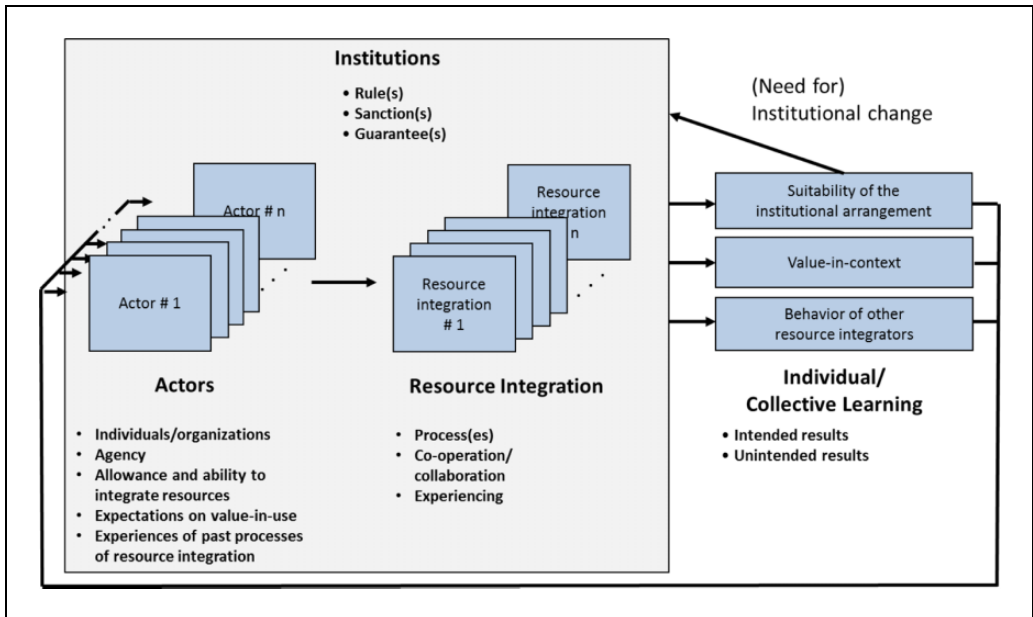 Institutions
• Rule(s)
• Sanction(s)
• Guarantee(s)
(Need for)
Institutional change
Actor # n
Actor # 1
Resource
integration
n
Resource
integration
# 1
Suitability of the
institutional arrangement
Value-in-context
Behavior of other
resource integrators
Actors
• Individuals/organizations
• Agency
• Allowance and ability to
integrate resources
• Expectations on value-in-use
• Experiences of past processes
of resource integration
Resource Integration
• Process(es)
• Co-operation/
collaboration
• Experiencing
Individual/
Collective Learning
• Intended results
• Unintended results